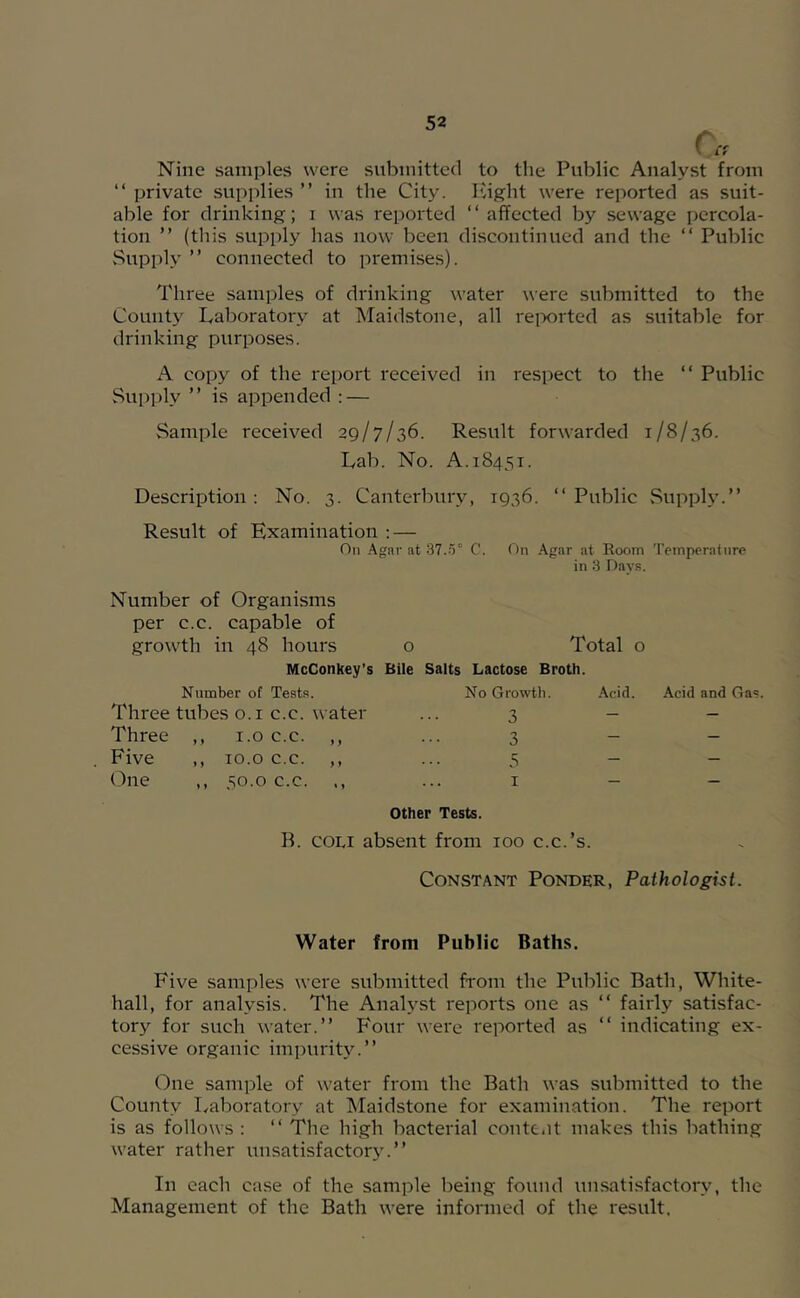 52
Nine samples were submitted to the Public Analyst from
“ private supplies ” in the City. Eight were reported as suit-
able for drinking; 1 was reported “ affected by sewage percola-
tion ” (this supply has now been discontinued and the “ Public
Supply ” connected to premises).
Three samples of drinking water were submitted to the
County Laboratory at Maidstone, all reported as suitable for
drinking purposes.
A copy of the report received in respect to the “ Public
Supply ” is appended : —
Sample received 29/7/36. Result forwarded 1/8/36.
Lab. No. A.18451.
Description : No. 3. Canterbury, 1936. “ Public Supply.”
Result of Examination : —
On Agar at 37.5° C. On Agar at Room Temperature
in 3 Days.
Number of Organisms
per c.c. capable of
growth in 48 hours 0 Total 0
McConkey's Bile Salts Lactose Broth.
Number of Tests. No Growth. Acid. Acid and Gas.
Three tubes 0.1 c.c. water ... 3 — —
Three ,, 1.0 c.c. ,, ... 3 — —
Five ,, 10.0 c.c. ,, ... 5 — —
One ,, 50.0 c.c. ,, ... 1 — —
Other Tests.
B. COLI absent from 100 c.c.'s.
CONSTANT PONDER, Pathologist.
Water from Public Baths.
Five samples were submitted from the Public Bath, White-
hall, for analysis. The Analyst reports one as “ fairly satisfac-
tory for such water.” Four were reported as “ indicating ex-
cessive organic impurity.”
One sample of water from the Bath was submitted to the
County Laboratory at Maidstone for examination. The report
is as follows : “ The high bacterial content makes this bathing
water rather unsatisfactory.”
In each case of the sample being found unsatisfactory, the
Management of the Bath were informed of the result.